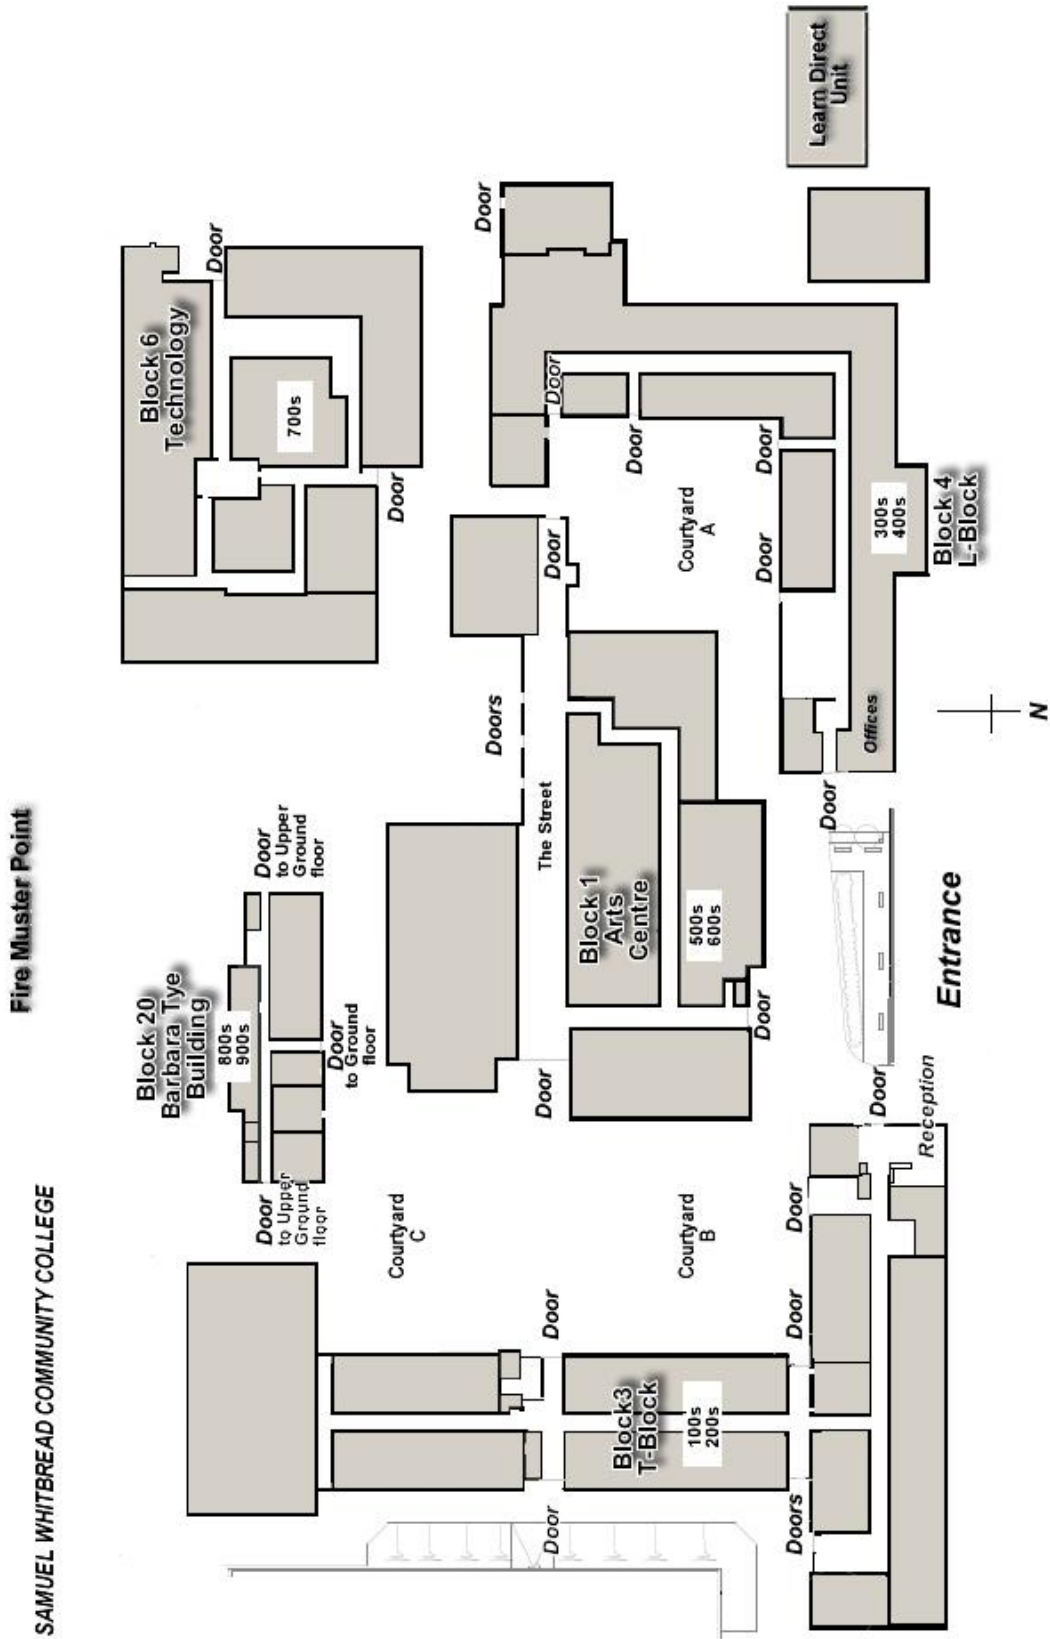 SAMUEL WHITBREAD COMMUNITY COLLEGE
Fire Muster Point
Block 20
Barbara Tye
Building
800s
900s
Door
to Upper
Ground
floor
Door
to Ground
floor
Door
to Upper
Ground
floor
Block 6
Technology
700s
Door
Door
Courtyard
C
Doors
Door
The Street
Door
Door
Door
Door
Door
Door
Block 1
Arts
Centre
500s
600s
Block3
T-Block
100s
200s
Courtyard
B
Courtyard
A
Door
Doors
Door
Door
Door
Door
Door
Learn Direct
Unit
Door
Door
Reception
Entrance
Offices
300s
400s
Block 4
L-Block
N